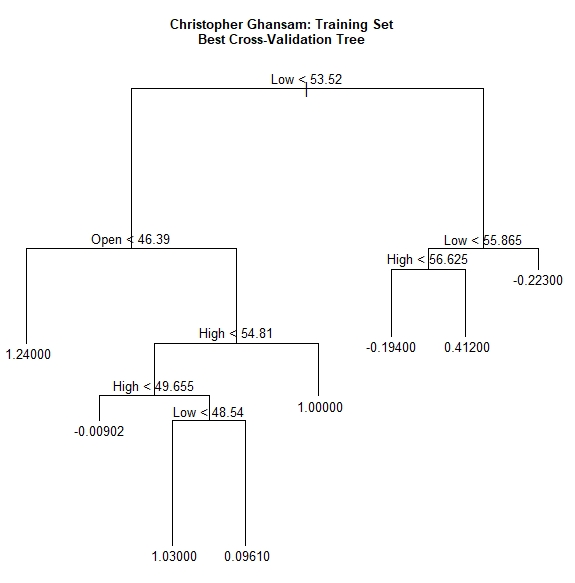 Christopher Ghansam: Training Set
Best Cross-Validation Tree
Low < 53.52
Open < 46.39
Low < 55.865
High < 56.625
-0.22300
High < 54.81
-0.19400
0.41200
1.24000
High < 49.655
1.00000
Low < 48.54
-0.00902
1.03000
0.09610